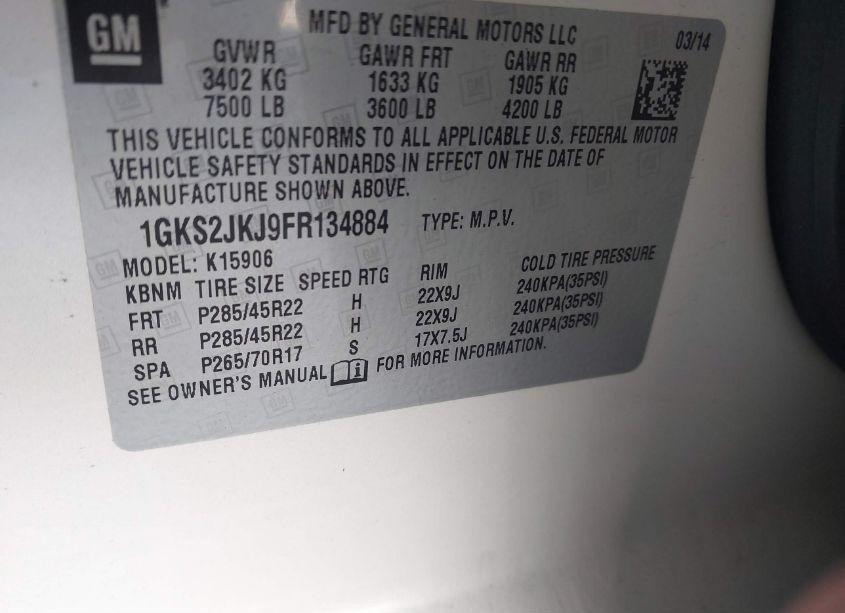 GM
MFD BY GENERAL MOTORS LLC 03/14
GVWR GAWR FRT GAWR RR
3402 KG 1633 KG 1905 KG
7500 LB 3600 LB 4200 LB
THIS VEHICLE CONFORMS TO ALL APPLICABLE U.S. FEDERAL MOTOR
VEHICLE SAFETY STANDARDS IN EFFECT ON THE DATE OF
MANUFACTURE SHOWN ABOVE.
1GKS2JKJ9FR134884 TYPE: M.P.V.
MODEL: K15906
KBNM TIRE SIZE SPEED RTG RIM COLD TIRE PRESSURE
FRT P285/45R22 H 22X9J 240KPA(35PSI)
RR P285/45R22 H 22X9J 240KPA(35PSI)
SPA P265/70R17 S 17X7.5J 240KPA(35PSI)
SEE OWNER'S MANUAL FOR MORE INFORMATION.